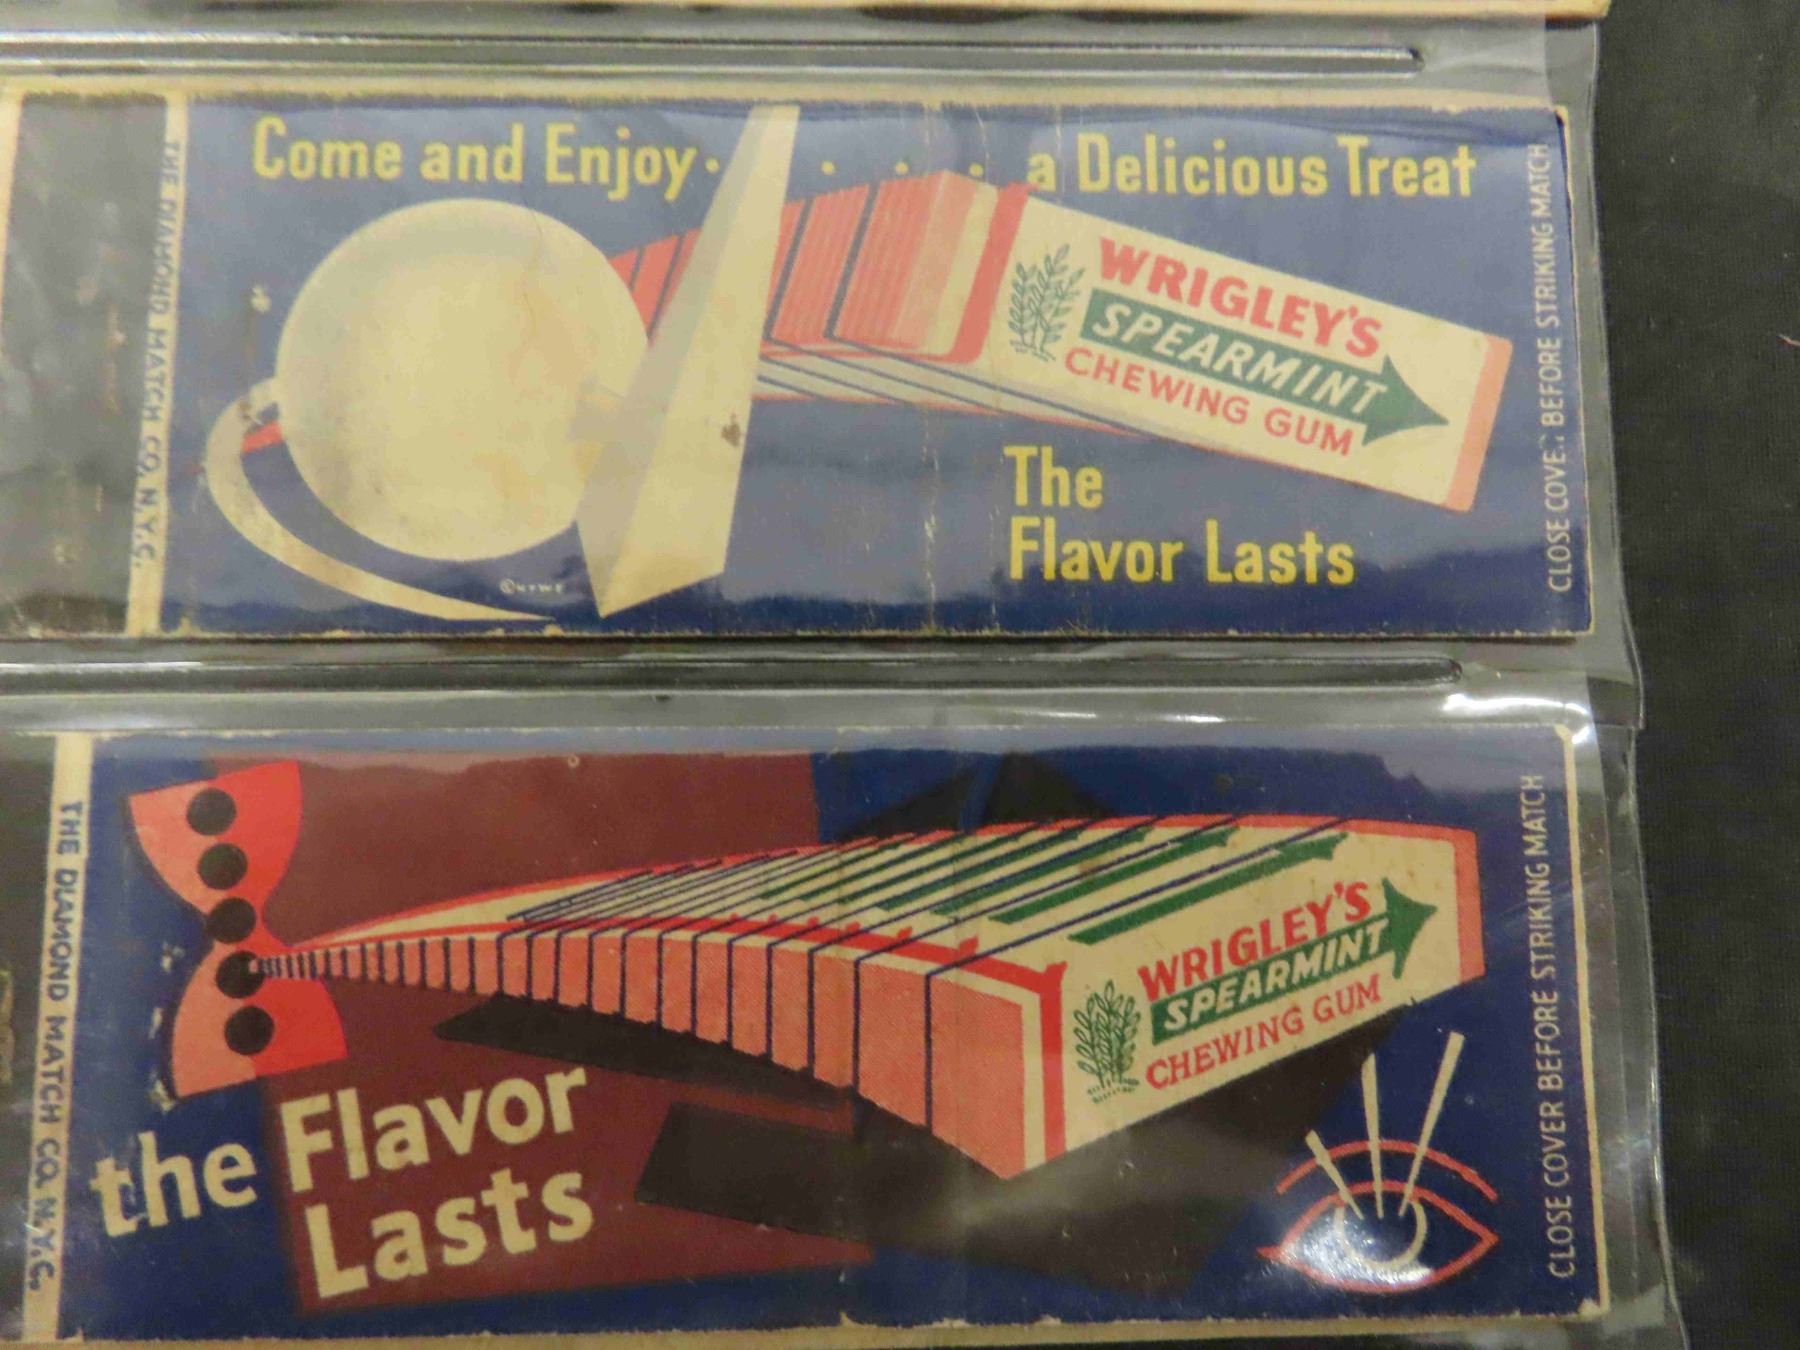 Come and Enjoy · · · · · a Delicious Treat
WRIGLEY'S
SPEARMINT
CHEWING GUM
The
Flavor Lasts
© N.Y.W.F.
THE DIAMOND MATCH CO. N.Y.C.
CLOSE COVER BEFORE STRIKING MATCH
WRIGLEY'S
SPEARMINT
CHEWING GUM
the Flavor
Lasts
THE DIAMOND MATCH CO. N.Y.C.
CLOSE COVER BEFORE STRIKING MATCH